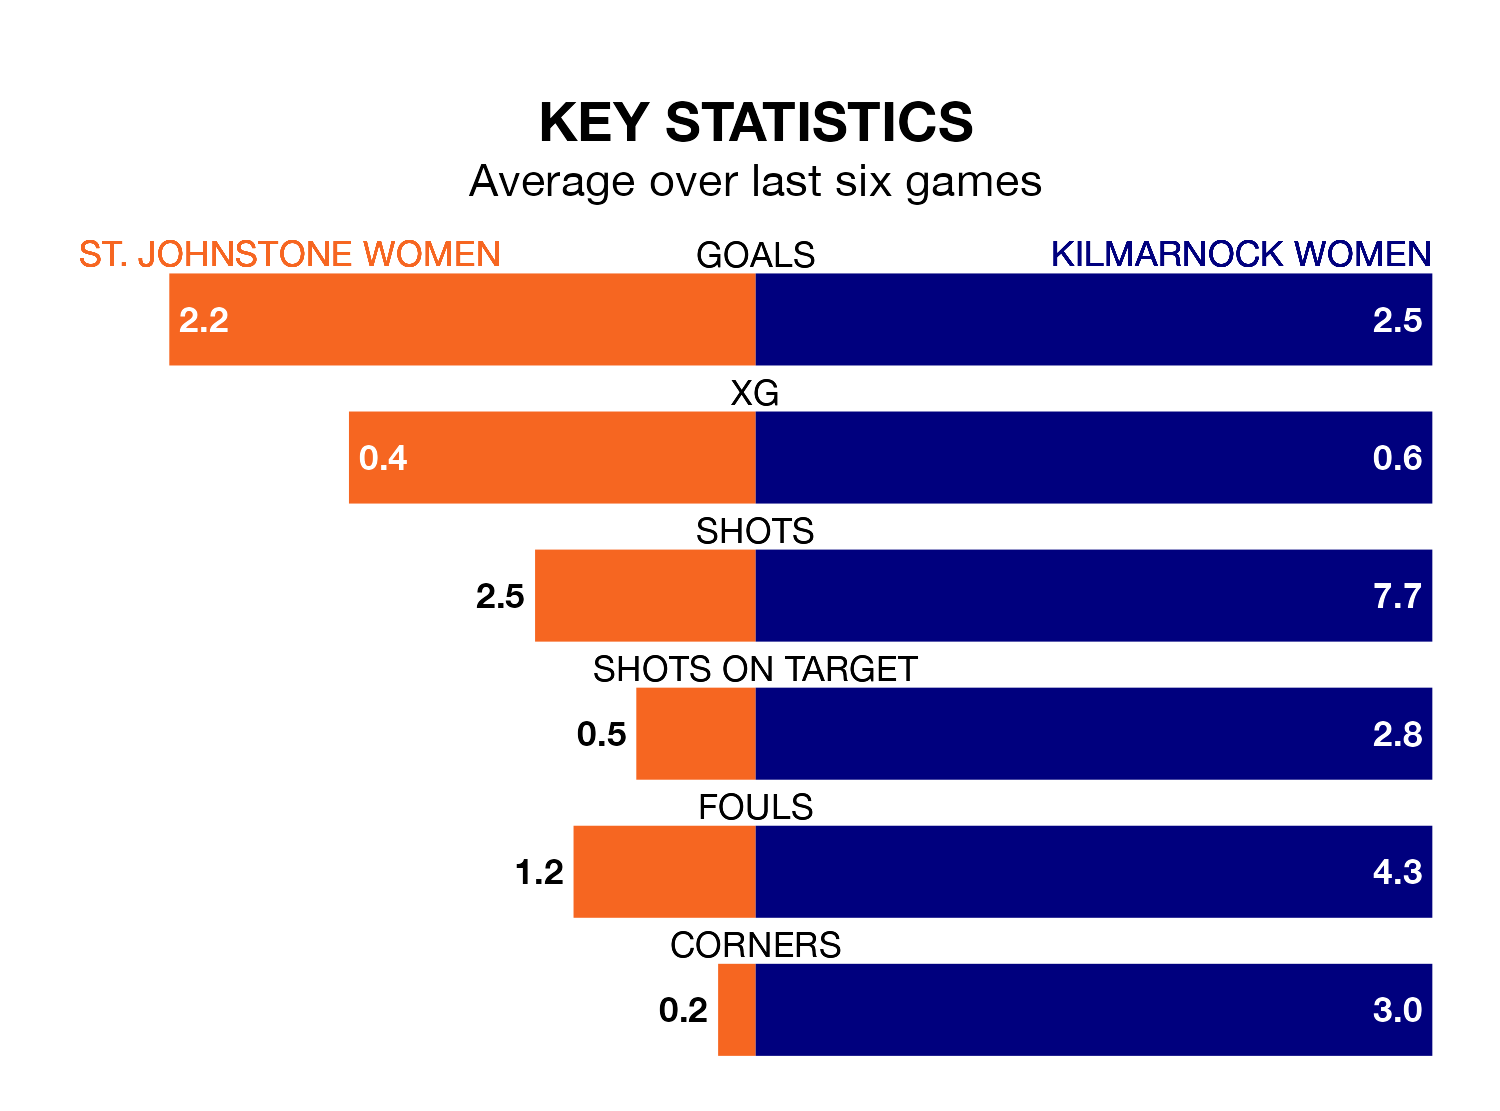 KEY STATISTICS
Average over last six games
ST. JOHNSTONE WOMEN GOALS KILMARNOCK WOMEN
2.2 2.5
XG
0.4 0.6
SHOTS
2.5 7.7
SHOTS ON TARGET
0.5 2.8
FOULS
1.2 4.3
CORNERS
0.2 3.0